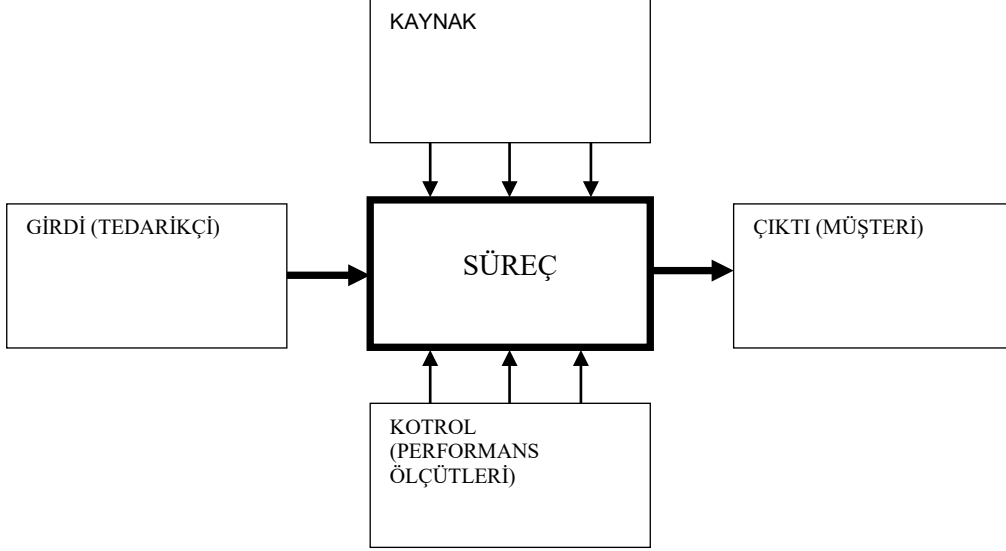 KAYNAK
GİRDİ (TEDARİKÇİ)
SÜREÇ
ÇIKTI (MÜŞTERİ)
KOTROL
(PERFORMANS
ÖLÇÜTLERİ)